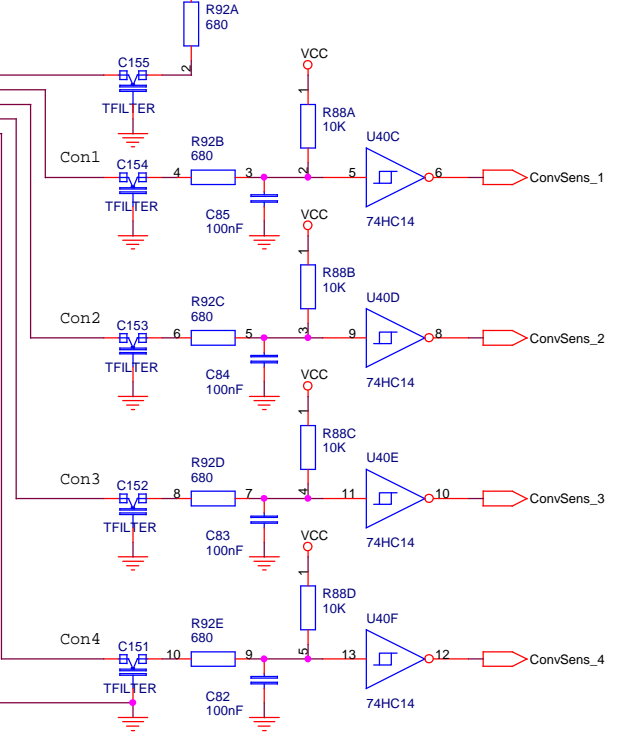 R92A
680
2
C155
TFILTER
VCC
1
R88A
10K
2
Con1
C154
TFILTER
4
R92B
680
3
C85
100nF
U40C
5
6
74HC14
ConvSens_1
VCC
1
R88B
10K
3
Con2
C153
TFILTER
6
R92C
680
5
C84
100nF
U40D
9
8
74HC14
ConvSens_2
VCC
1
R88C
10K
4
Con3
C152
TFILTER
8
R92D
680
7
C83
100nF
U40E
11
10
74HC14
ConvSens_3
VCC
1
R88D
10K
5
Con4
C151
TFILTER
10
R92E
680
9
C82
100nF
U40F
13
12
74HC14
ConvSens_4